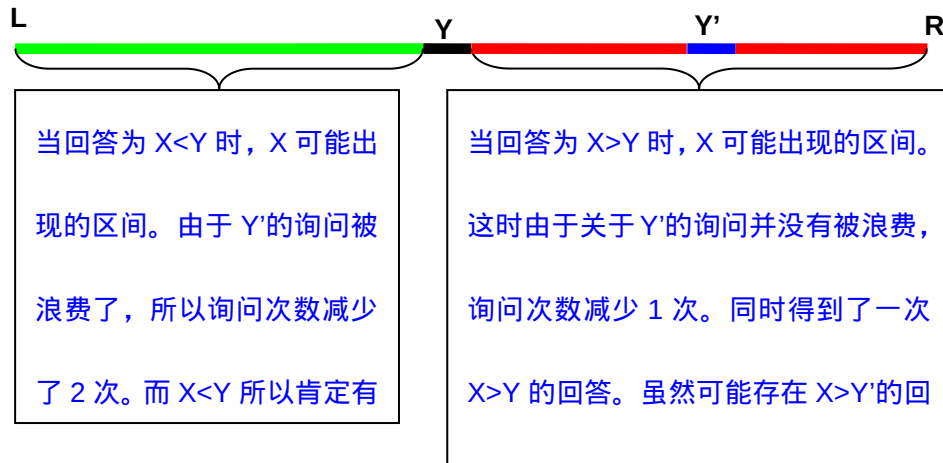 L
Y
Y’
R
当回答为 X<Y 时，X 可能出
现的区间。由于 Y’的询问被
浪费了，所以询问次数减少
了 2 次。而 X<Y 所以肯定有
当回答为 X>Y 时，X 可能出现的区间。
这时由于关于 Y’的询问并没有被浪费，
询问次数减少 1 次。同时得到了一次
X>Y 的回答。虽然可能存在 X>Y’的回